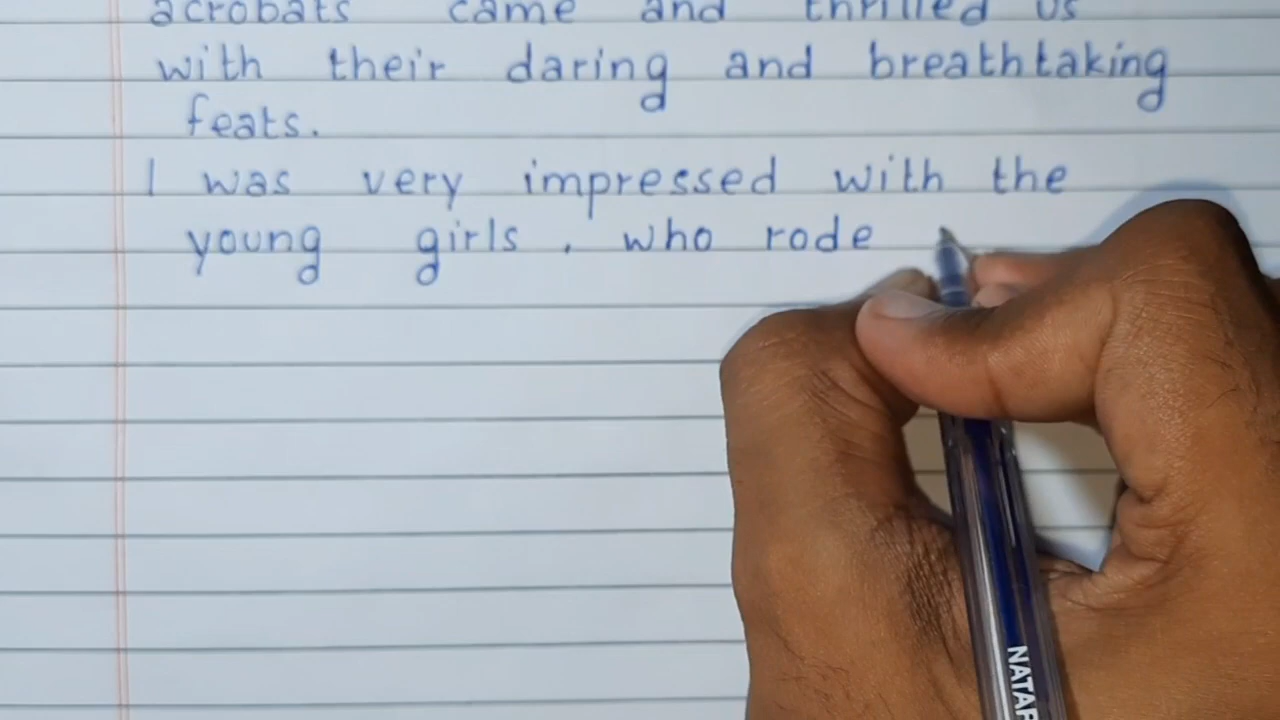 acrobats came and thrilled us
with their daring and breathtaking
feats.
I was very impressed with the
young girls, who rode
NATAR